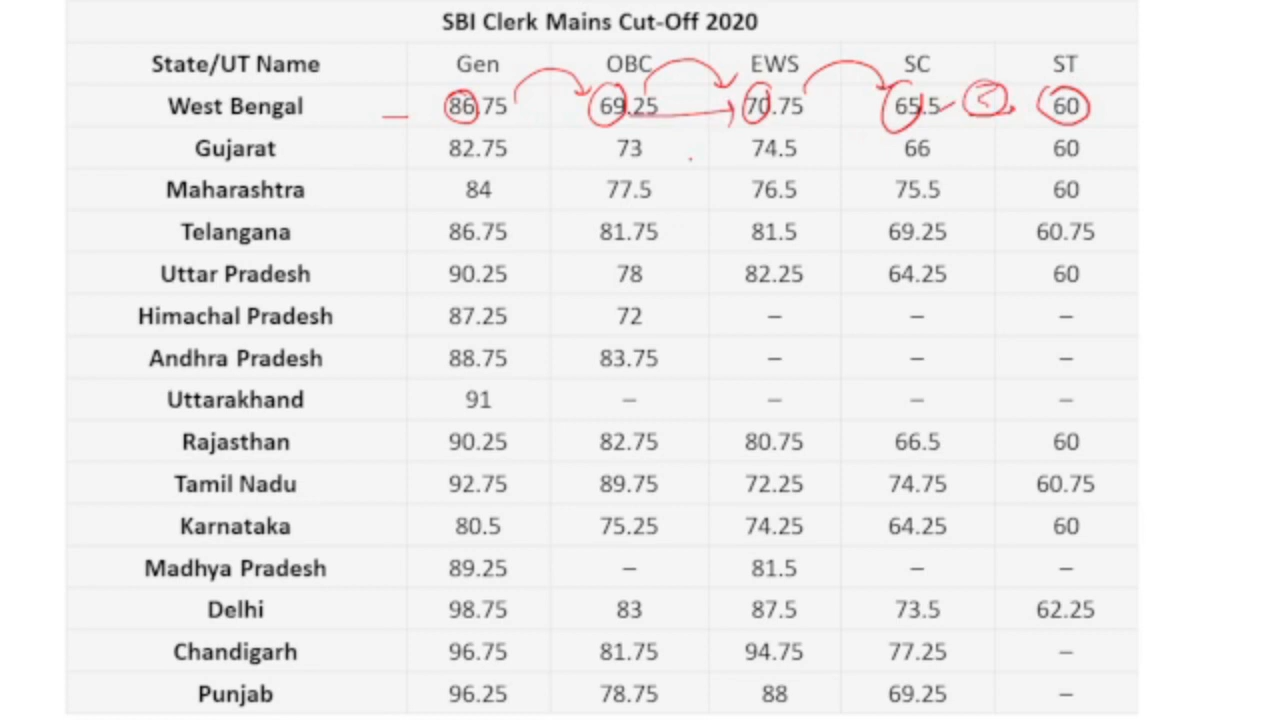 SBI Clerk Mains Cut-Off 2020
State/UT Name Gen OBC EWS SC ST
West Bengal 86.75 69.25 70.75 65.5 60
Gujarat 82.75 73 74.5 66 60
Maharashtra 84 77.5 76.5 75.5 60
Telangana 86.75 81.75 81.5 69.25 60.75
Uttar Pradesh 90.25 78 82.25 64.25 60
Himachal Pradesh 87.25 72 – – –
Andhra Pradesh 88.75 83.75 – – –
Uttarakhand 91 – – – –
Rajasthan 90.25 82.75 80.75 66.5 60
Tamil Nadu 92.75 89.75 72.25 74.75 60.75
Karnataka 80.5 75.25 74.25 64.25 60
Madhya Pradesh 89.25 – 81.5 – –
Delhi 98.75 83 87.5 73.5 62.25
Chandigarh 96.75 81.75 94.75 77.25 –
Punjab 96.25 78.75 88 69.25 –